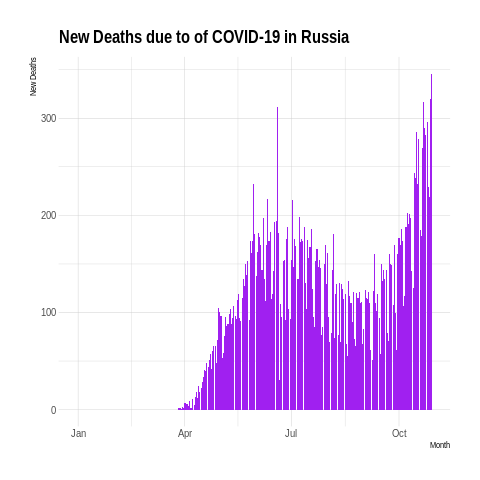 New Deaths due to of COVID-19 in Russia
New Deaths
300
200
100
0
Jan Apr Jul Oct
Month